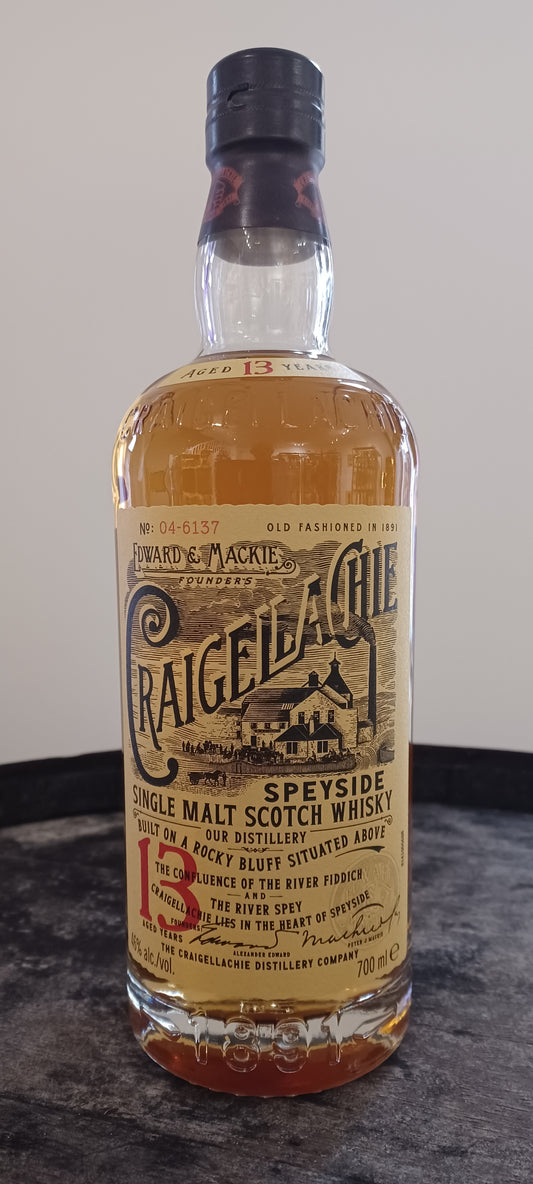 AGED 13 YEARS
CRAIGELLACHIE
Nº: 04-6137
OLD FASHIONED IN 1891
EDWARD & MACKIE
FOUNDERS
CRAIGELLACHIE
SPEYSIDE
SINGLE MALT SCOTCH WHISKY
OUR DISTILLERY
BUILT ON A ROCKY BLUFF SITUATED ABOVE
THE CONFLUENCE OF THE RIVER FIDDICH
AND
THE RIVER SPEY
CRAIGELLACHIE LIES IN THE HEART OF SPEYSIDE
13
AGED YEARS
FOUNDERS
ALEXANDER EDWARD
PETER J MACKIE
THE CRAIGELLACHIE DISTILLERY COMPANY
46% alc./vol.
700 ml e
1891